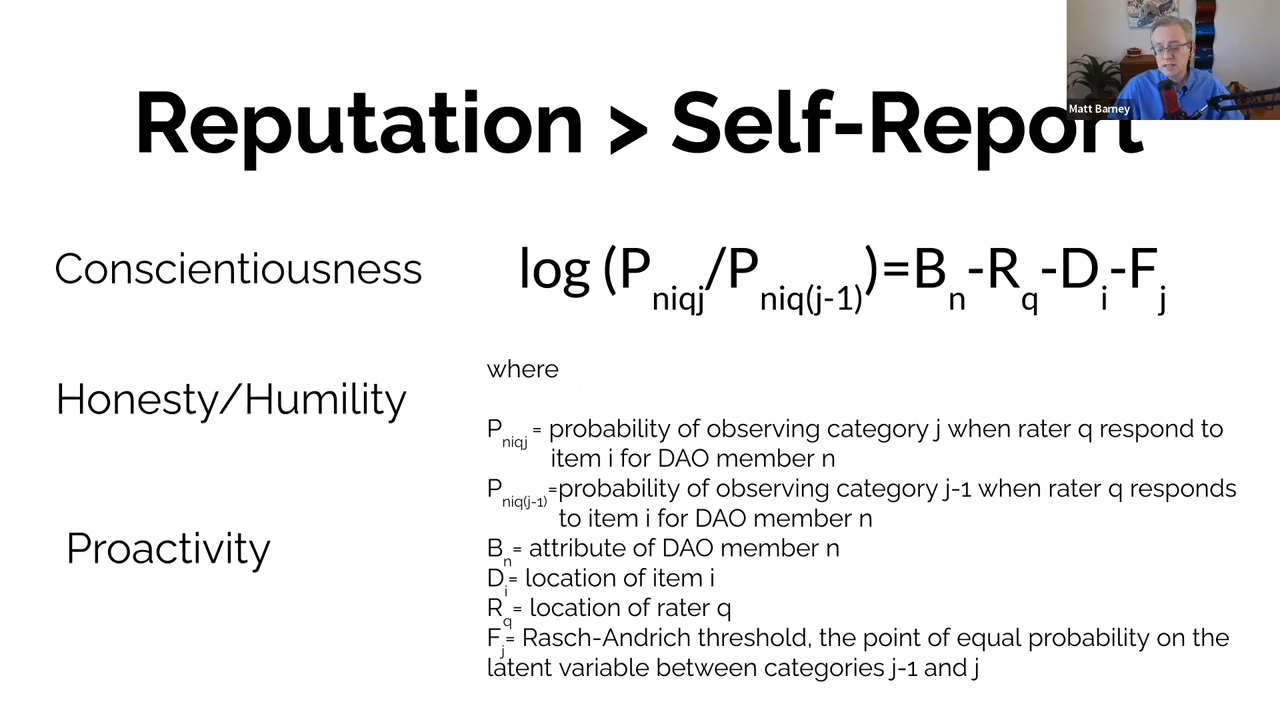 Matt Barney
Reputation > Self-Report
Conscientiousness
Honesty/Humility
Proactivity
log (Pniqj/Pniq(j-1))=Bn-Rq-Di-Fj
where
Pniqj = probability of observing category j when rater q respond to
item i for DAO member n
Pniq(j-1)=probability of observing category j-1 when rater q responds
to item i for DAO member n
Bn= attribute of DAO member n
Di= location of item i
Rq= location of rater q
Fj= Rasch-Andrich threshold, the point of equal probability on the
latent variable between categories j-1 and j